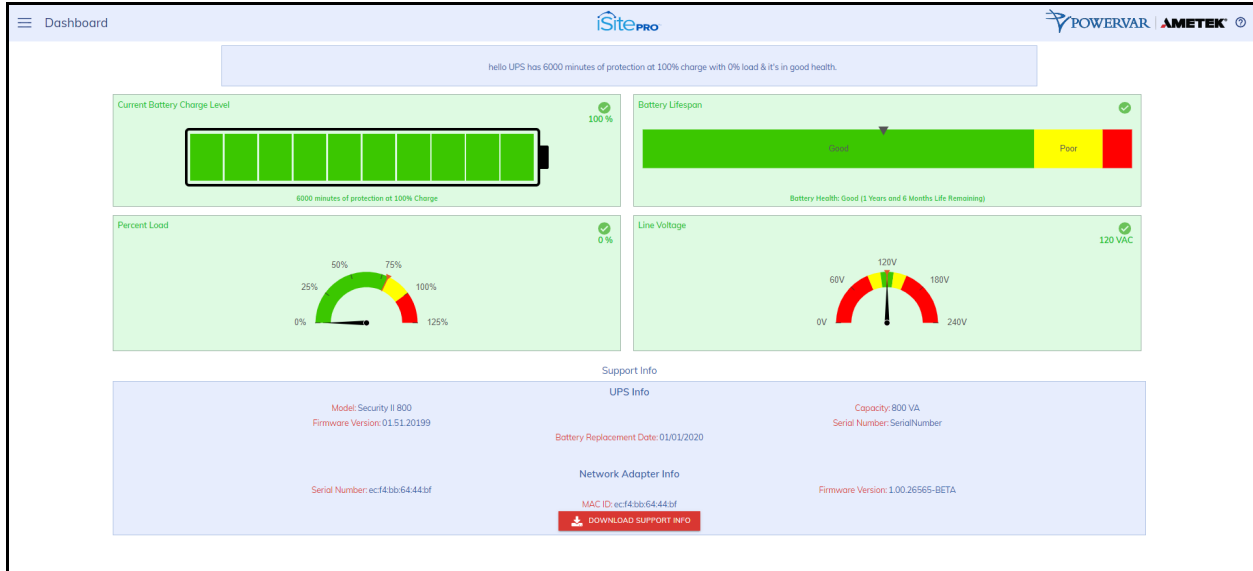 Dashboard
iSite PRO
POWERVAR | AMETEK®
hello UPS has 6000 minutes of protection at 100% charge with 0% load & it's in good health.
Current Battery Charge Level
100 %
6000 minutes of protection at 100% Charge
Battery Lifespan
Good
Poor
Battery Health: Good (1 Years and 6 Months Life Remaining)
Percent Load
0 %
0%
25%
50%
75%
100%
125%
Line Voltage
120 VAC
0V
60V
120V
180V
240V
Support Info
UPS Info
Model: Security II 800
Capacity: 800 VA
Firmware Version: 01.51.20199
Serial Number: SerialNumber
Battery Replacement Date: 01/01/2020
Network Adapter Info
Serial Number: ec:f4:bb:64:44:bf
Firmware Version: 1.00.26565-BETA
MAC ID: ec:f4:bb:64:44:bf
DOWNLOAD SUPPORT INFO